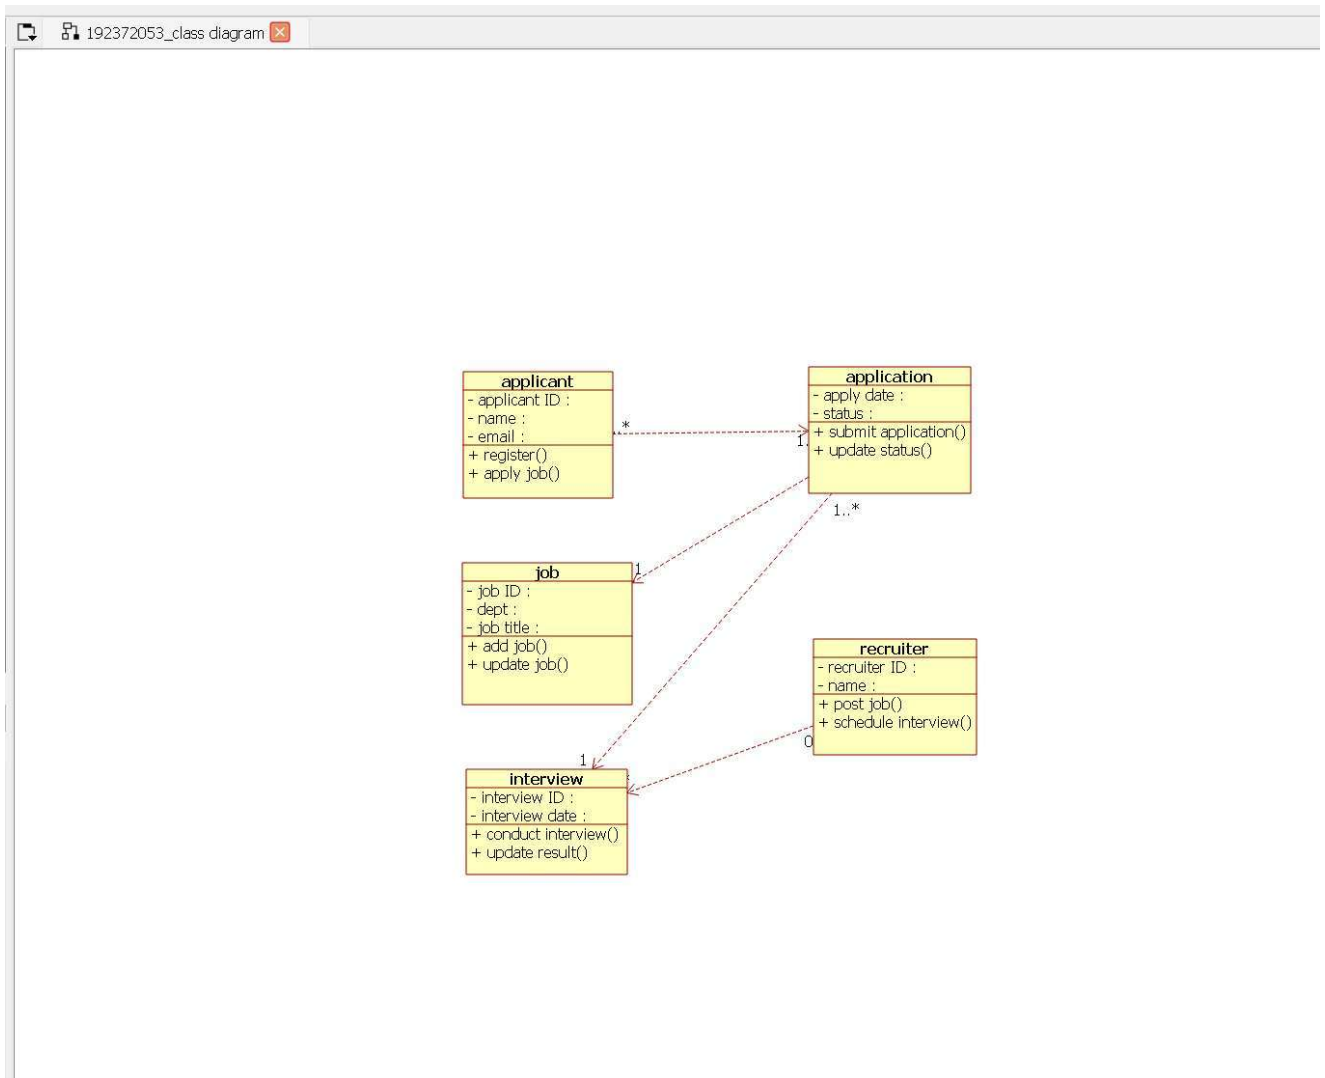 192372053_class diagram
applicant
- applicant ID :
- name :
- email :
+ register()
+ apply job()
..*
1.
application
- apply date :
- status :
+ submit application()
+ update status()
1..*
job
- job ID :
- dept :
- job title :
+ add job()
+ update job()
1
recruiter
- recruiter ID :
- name :
+ post job()
+ schedule interview()
0
1
interview
- interview ID :
- interview date :
+ conduct interview()
+ update result()